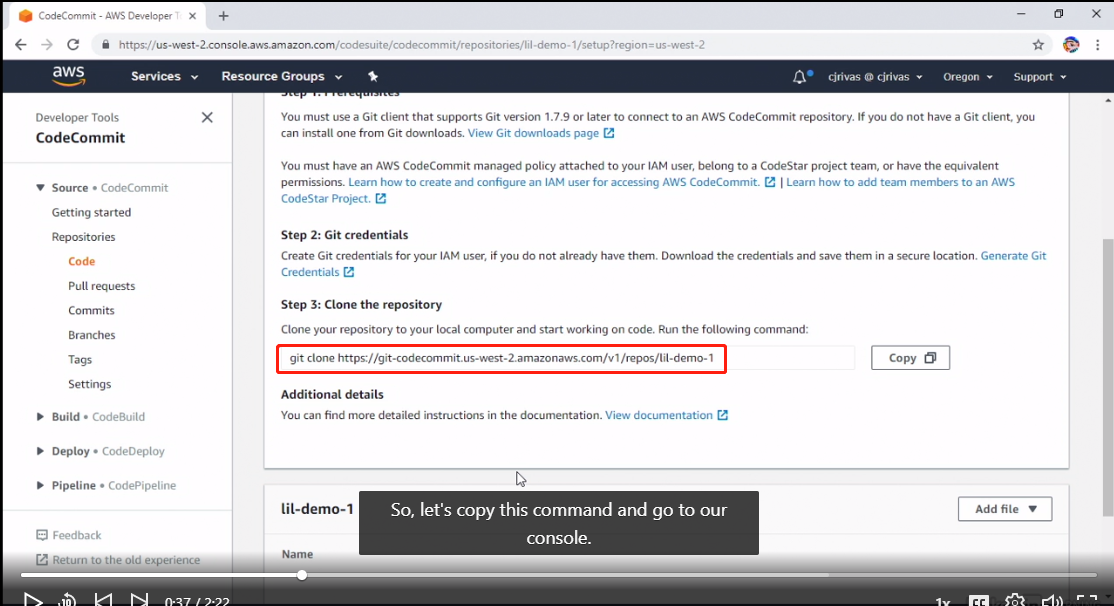 CodeCommit - AWS Developer T
https://us-west-2.console.aws.amazon.com/codesuite/codecommit/repositories/lil-demo-1/setup?region=us-west-2
aws
Services
Resource Groups
cjrivas @ cjrivas
Oregon
Support
Developer Tools
CodeCommit
Source • CodeCommit
Getting started
Repositories
Code
Pull requests
Commits
Branches
Tags
Settings
Build • CodeBuild
Deploy • CodeDeploy
Pipeline • CodePipeline
Feedback
Return to the old experience
Step 1: Prerequisites
You must use a Git client that supports Git version 1.7.9 or later to connect to an AWS CodeCommit repository. If you do not have a Git client, you
can install one from Git downloads. View Git downloads page
You must have an AWS CodeCommit managed policy attached to your IAM user, belong to a CodeStar project team, or have the equivalent
permissions. Learn how to create and configure an IAM user for accessing AWS CodeCommit. | Learn how to add team members to an AWS
CodeStar Project.
Step 2: Git credentials
Create Git credentials for your IAM user, if you do not already have them. Download the credentials and save them in a secure location. Generate Git
Credentials
Step 3: Clone the repository
Clone your repository to your local computer and start working on code. Run the following command:
git clone https://git-codecommit.us-west-2.amazonaws.com/v1/repos/lil-demo-1
Copy
Additional details
You can find more detailed instructions in the documentation. View documentation
lil-demo-1
Add file
So, let's copy this command and go to our
console.
Name
10
0:37 / 2:22
1x
CC